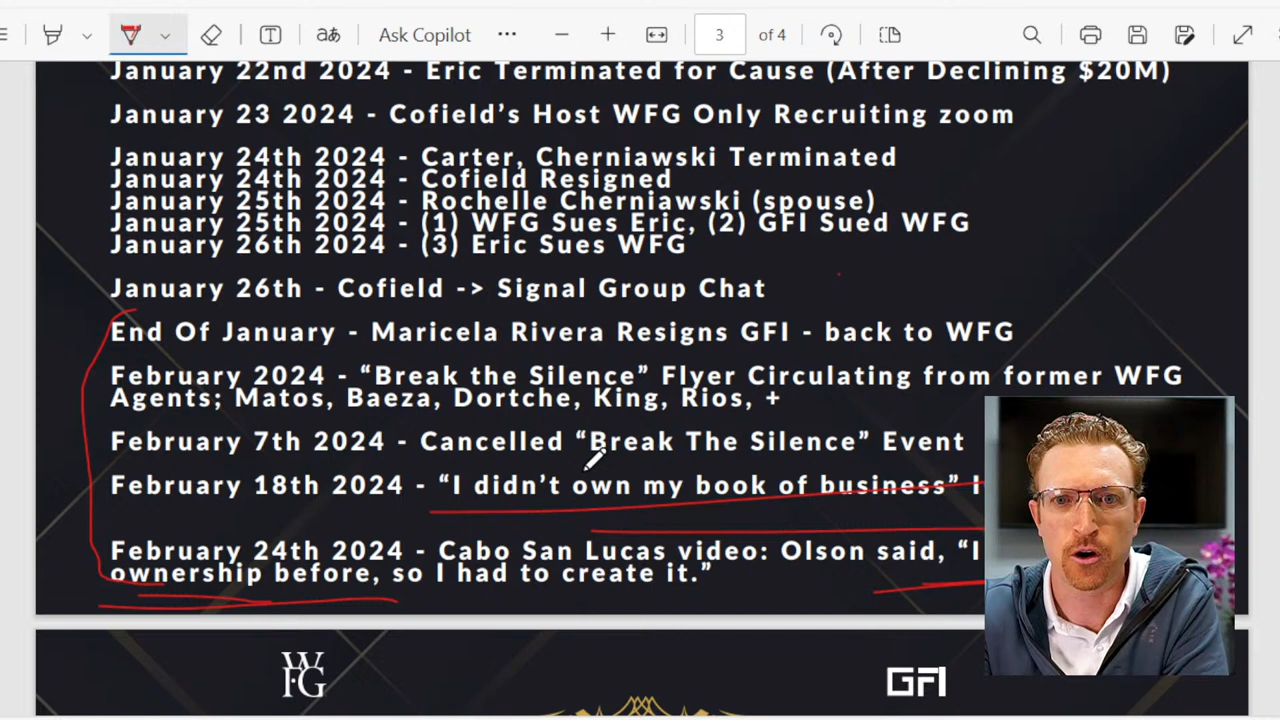 Ask Copilot
3 of 4
January 22nd 2024 - Eric Terminated for Cause (After Declining $20M)
January 23 2024 - Cofield’s Host WFG Only Recruiting zoom
January 24th 2024 - Carter, Cherniawski Terminated
January 24th 2024 - Cofield Resigned
January 25th 2024 - Rochelle Cherniawski (spouse)
January 25th 2024 - (1) WFG Sues Eric, (2) GFI Sued WFG
January 26th 2024 - (3) Eric Sues WFG
January 26th - Cofield -> Signal Group Chat
End Of January - Maricela Rivera Resigns GFI - back to WFG
February 2024 - “Break the Silence” Flyer Circulating from former WFG
Agents; Matos, Baeza, Dortche, King, Rios, +
February 7th 2024 - Cancelled “Break The Silence” Event
February 18th 2024 - “I didn’t own my book of business”
February 24th 2024 - Cabo San Lucas video: Olson said, “I
ownership before, so I had to create it.”
WFG
GFI